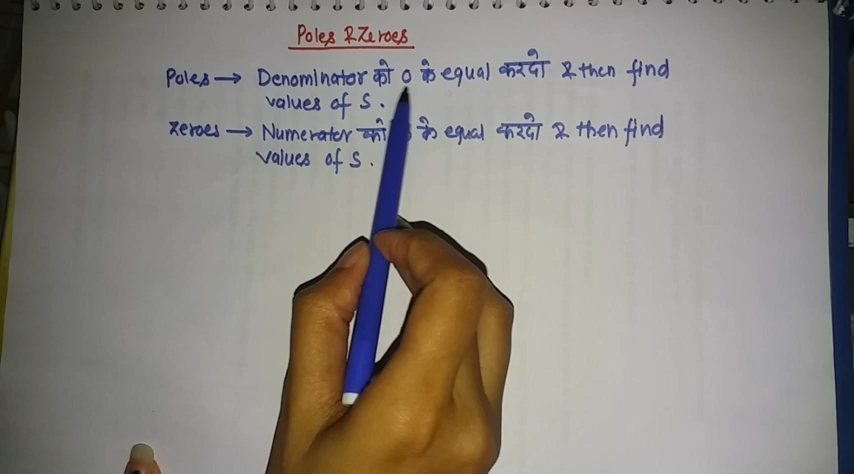 Poles & Zeroes
Poles → Denominator को 0 के equal करदो & then find
values of S.
Zeroes → Numerator को के equal करदो & then find
values of S.